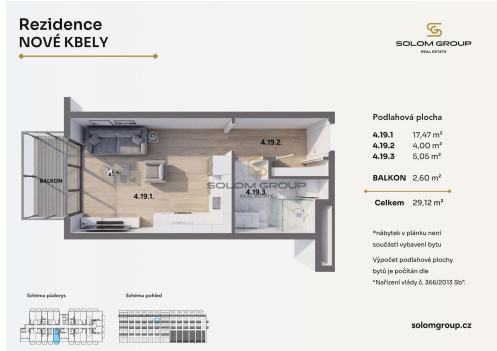 Rezidence
NOVÉ KBELY
SOLOM GROUP
REAL ESTATE
BALKON
4.19.1.
4.19.2.
4.19.3.
SOLOM GROUP
REAL ESTATE
Podlahová plocha
4.19.1 17,47 m²
4.19.2 4,00 m²
4.19.3 5,05 m²
BALKON 2,60 m²
Celkem 29,12 m²
*nábytek v plánku není
součástí vybavení bytu
Výpočet podlahové plochy
bytů je počítán dle
"Nařízení vlády č. 366/2013 Sb".
Schéma půdorys
Schéma pohled
solomgroup.cz